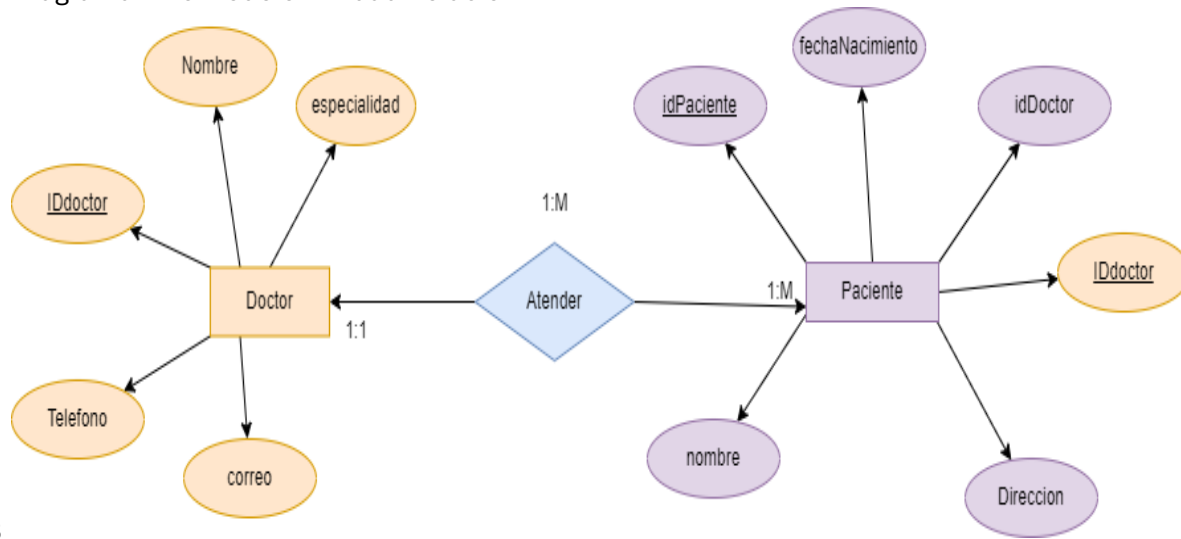 Nombre
especialidad
IDdoctor
Doctor
1:1
Telefono
correo
1:M
Atender
1:M
fechaNacimiento
idPaciente
idDoctor
IDdoctor
Paciente
nombre
Direccion